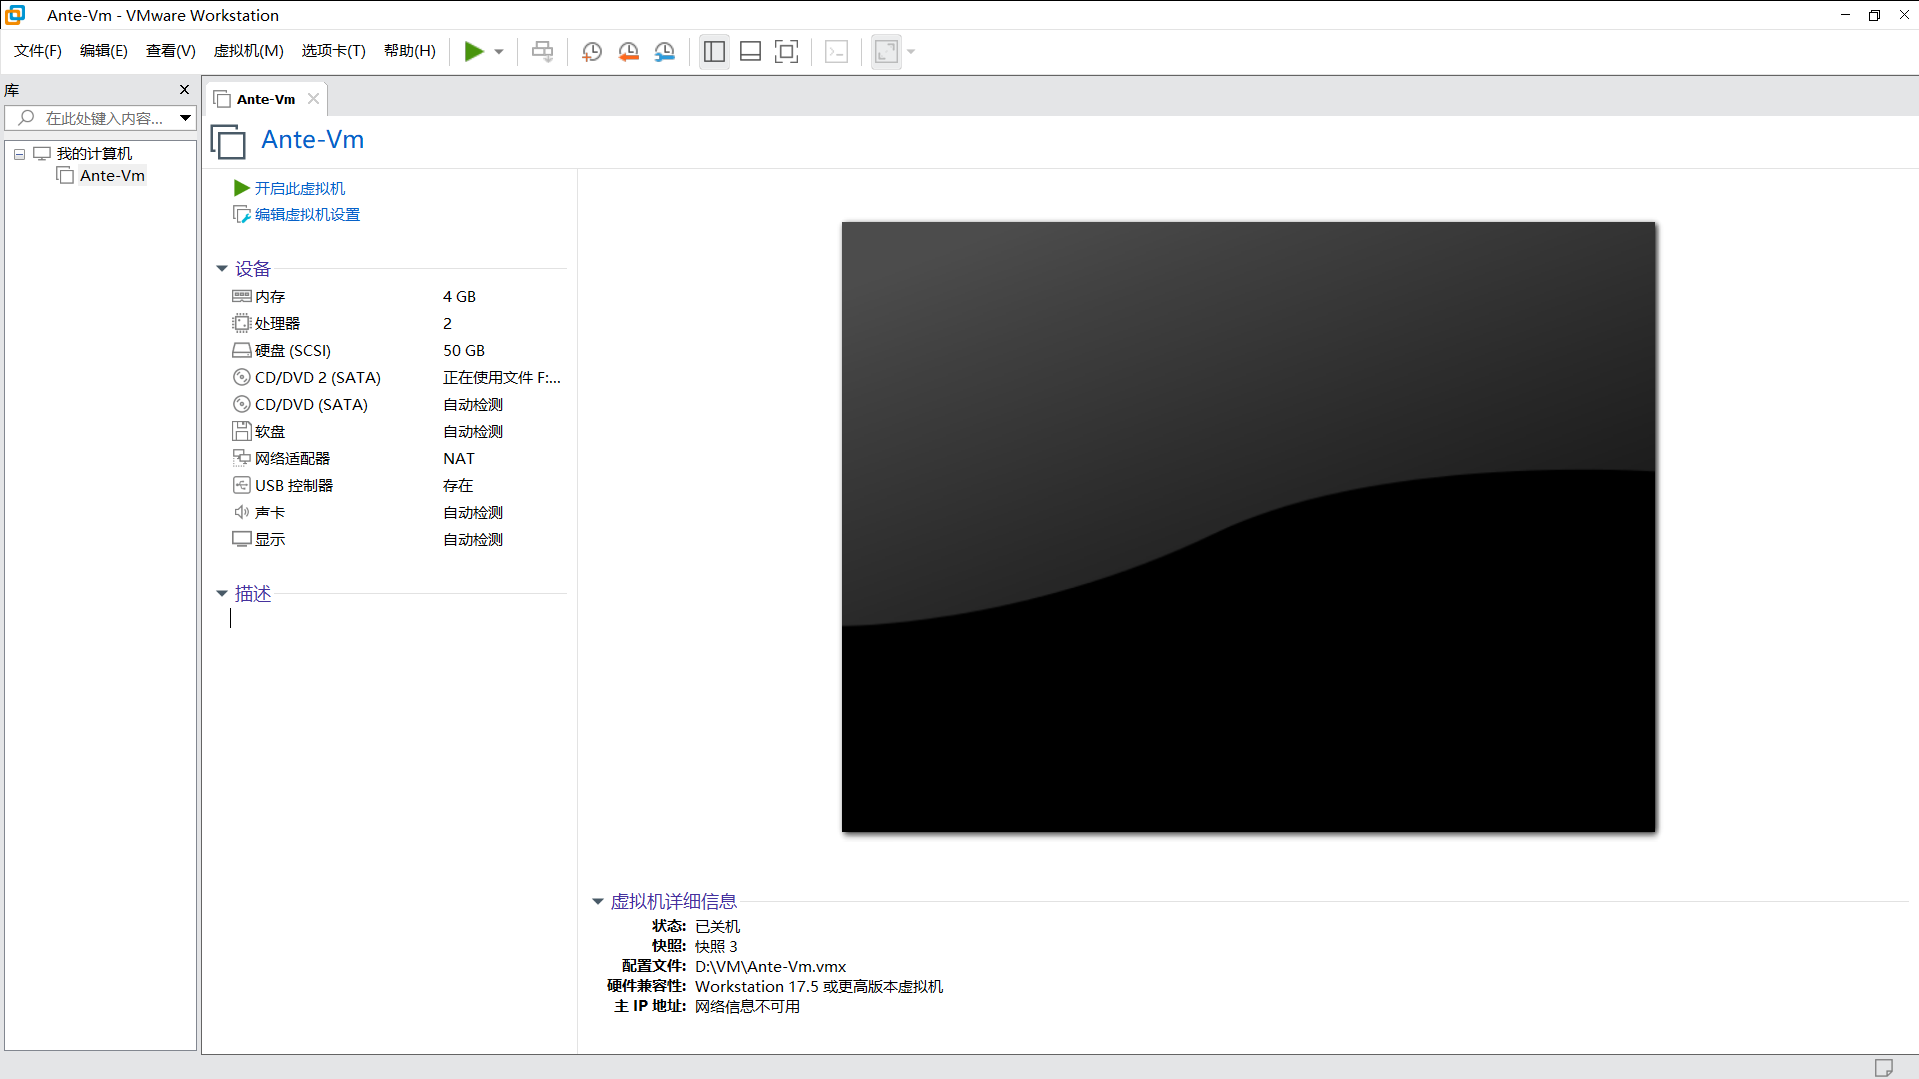 Ante-Vm - VMware Workstation
文件(F) 编辑(E) 查看(V) 虚拟机(M) 选项卡(T) 帮助(H)
库
在此处键入内容...
我的计算机
Ante-Vm
Ante-Vm
Ante-Vm
开启此虚拟机
编辑虚拟机设置
设备
内存 4 GB
处理器 2
硬盘 (SCSI) 50 GB
CD/DVD 2 (SATA) 正在使用文件 F:...
CD/DVD (SATA) 自动检测
软盘 自动检测
网络适配器 NAT
USB 控制器 存在
声卡 自动检测
显示 自动检测
描述
虚拟机详细信息
状态: 已关机
快照: 快照 3
配置文件: D:\VM\Ante-Vm.vmx
硬件兼容性: Workstation 17.5 或更高版本虚拟机
主 IP 地址: 网络信息不可用